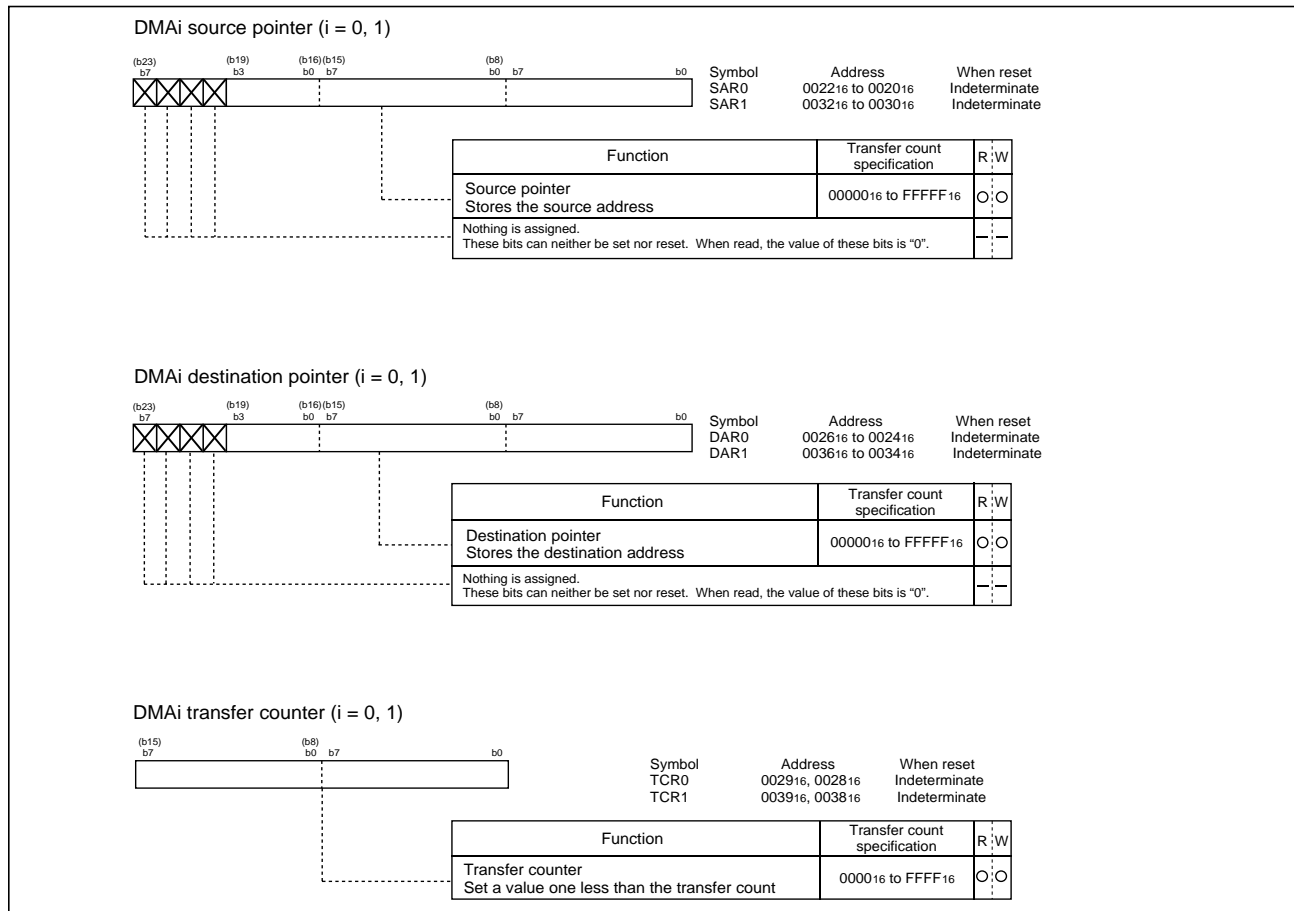 DMAi source pointer (i = 0, 1)
(b23) (b19) (b16)(b15) (b8)
b7 b3 b0 b7 b0 b7 b0
Symbol Address When reset
SAR0 002216 to 002016 Indeterminate
SAR1 003216 to 003016 Indeterminate
Function Transfer count specification R W
Source pointer
Stores the source address
0000016 to FFFFF16
Nothing is assigned.
These bits can neither be set nor reset. When read, the value of these bits is “0”.
DMAi destination pointer (i = 0, 1)
(b23) (b19) (b16)(b15) (b8)
b7 b3 b0 b7 b0 b7 b0
Symbol Address When reset
DAR0 002616 to 002416 Indeterminate
DAR1 003616 to 003416 Indeterminate
Function Transfer count specification R W
Destination pointer
Stores the destination address
0000016 to FFFFF16
Nothing is assigned.
These bits can neither be set nor reset. When read, the value of these bits is “0”.
DMAi transfer counter (i = 0, 1)
(b15) (b8)
b7 b0 b7 b0
Symbol Address When reset
TCR0 002916, 002816 Indeterminate
TCR1 003916, 003816 Indeterminate
Function Transfer count specification R W
Transfer counter
Set a value one less than the transfer count
000016 to FFFF16